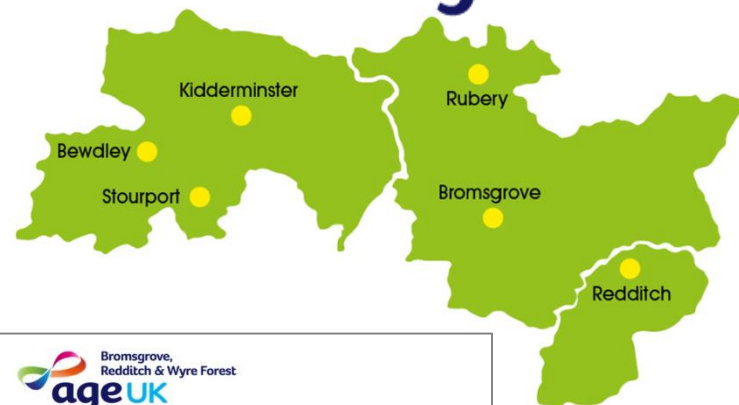 Kidderminster
Rubery
Bewdley
Stourport
Bromsgrove
Redditch
Bromsgrove,
Redditch & Wyre Forest
age UK